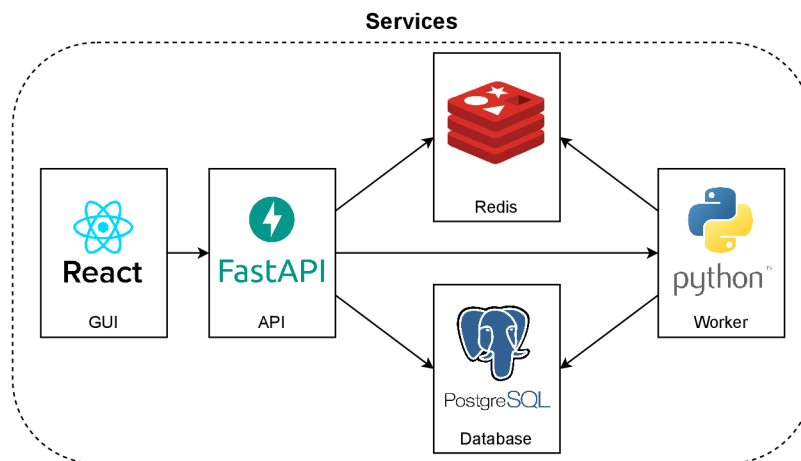 Services
Redis
React
GUI
FastAPI
API
python
Worker
PostgreSQL
Database